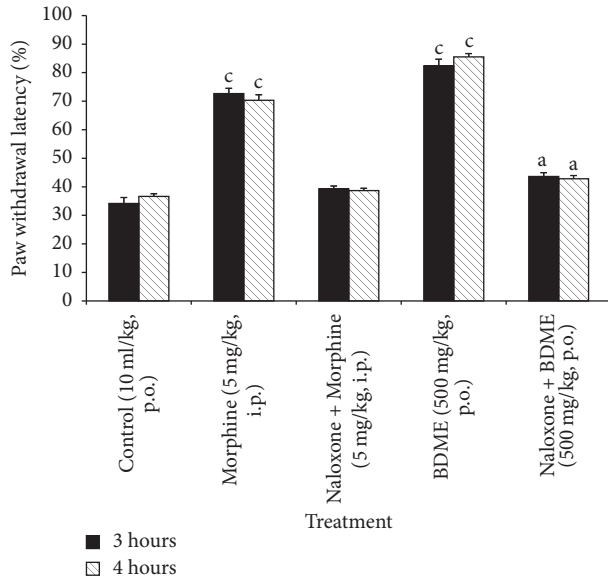 Paw withdrawal latency (%)
100
90
80
70
60
50
40
30
20
10
0
c
c
c
c
a
a
Control (10 ml/kg,
p.o.)
Morphine (5 mg/kg,
i.p.)
Naloxone + Morphine
(5 mg/kg, i.p.)
BDME (500 mg/kg,
p.o.)
Naloxone + BDME
(500 mg/kg, p.o.)
Treatment
3 hours
4 hours